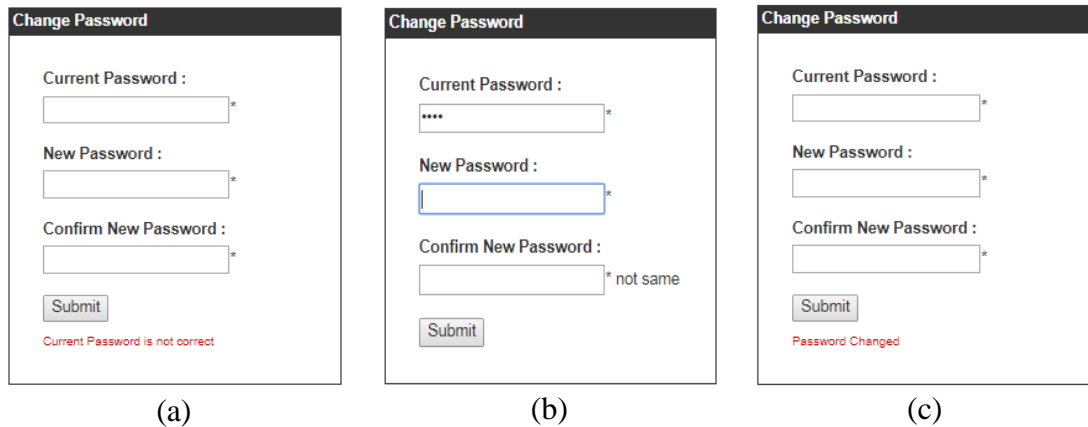 Change Password
Current Password :
*
New Password :
*
Confirm New Password :
*
Submit
Current Password is not correct
(a)
Change Password
Current Password :
•••• *
New Password :
*
Confirm New Password :
* not same
Submit
(b)
Change Password
Current Password :
*
New Password :
*
Confirm New Password :
*
Submit
Password Changed
(c)